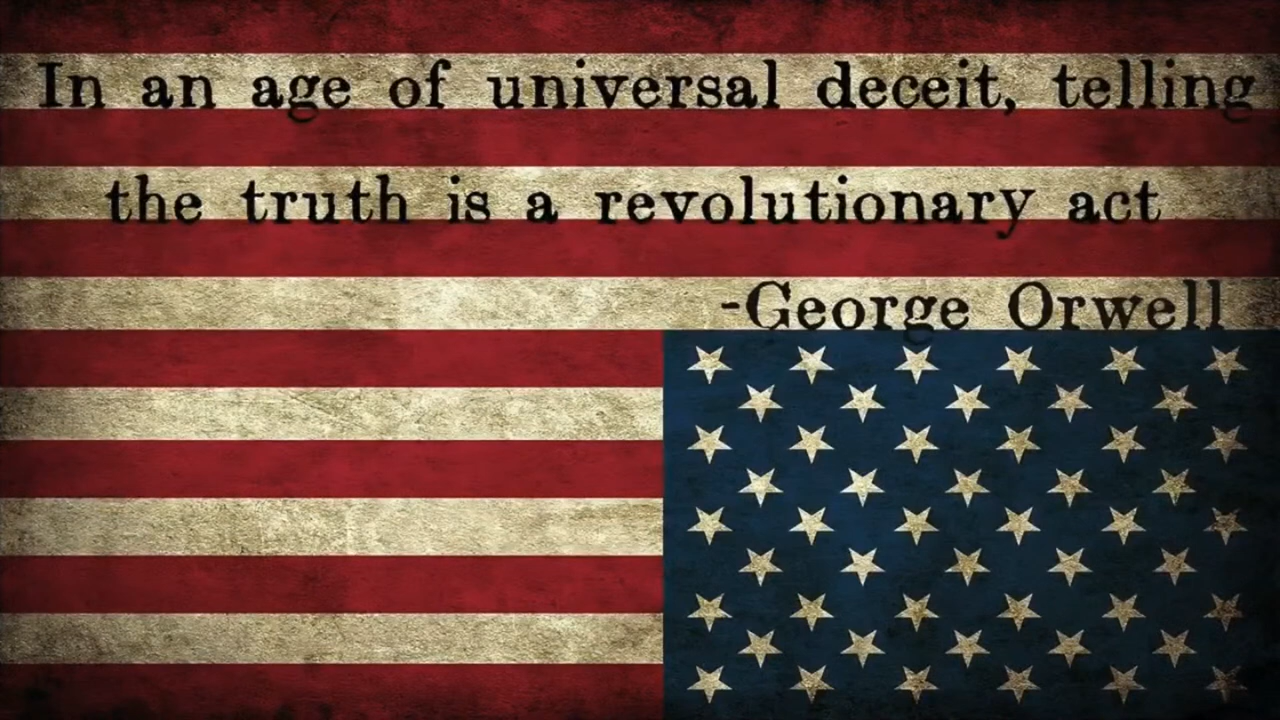 In an age of universal deceit, telling
the truth is a revolutionary act
-George Orwell